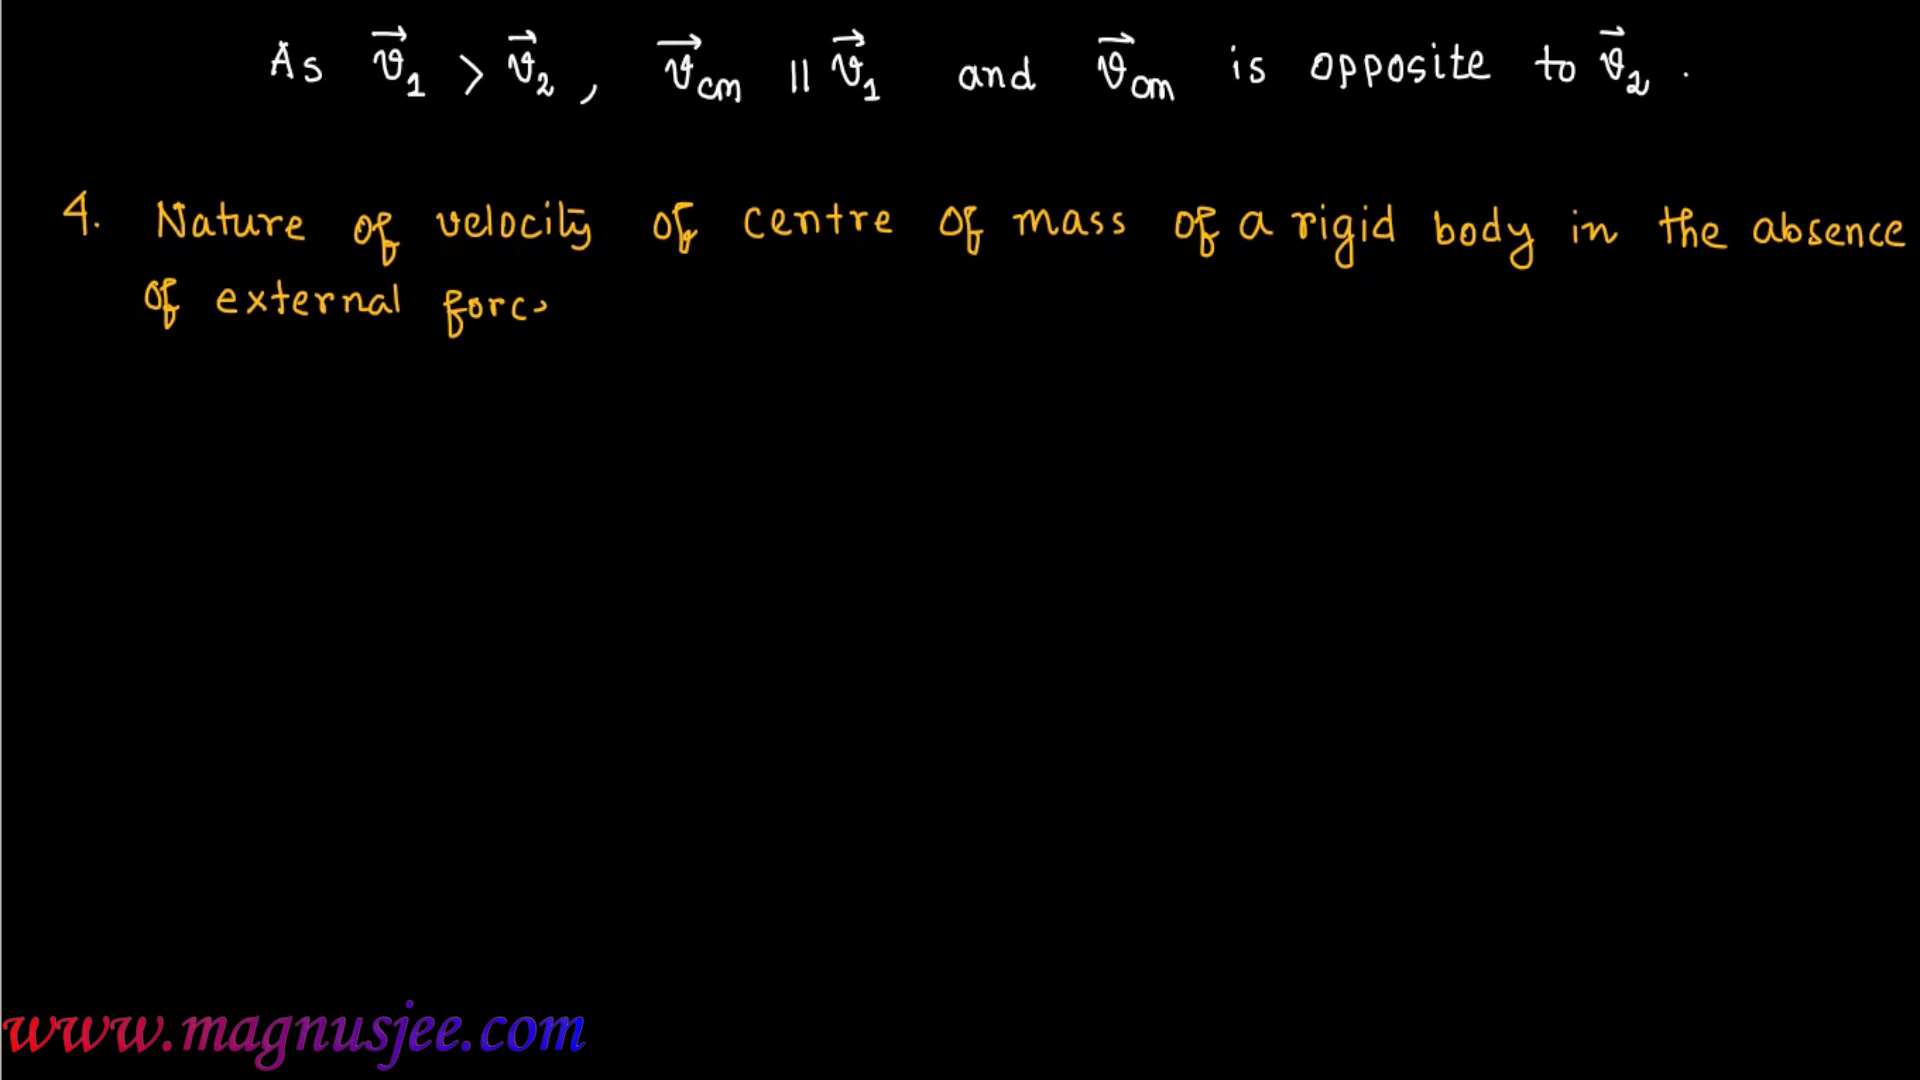 As v⃗₁ > v⃗₂ , v⃗cm || v⃗₁ and v⃗cm is opposite to v⃗₂ .
4. Nature of velocity of centre of mass of a rigid body in the absence
of external forc
www.magnusjee.com